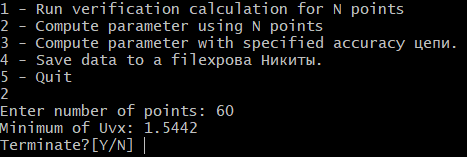 1 - Run verification calculation for N points
2 - Compute parameter using N points
3 - Compute parameter with specified accuracy цепи.
4 - Save data to a fileхрова Никиты.
5 - Quit
2
Enter number of points: 60
Minimum of Uvx: 1.5442
Terminate?[Y/N]